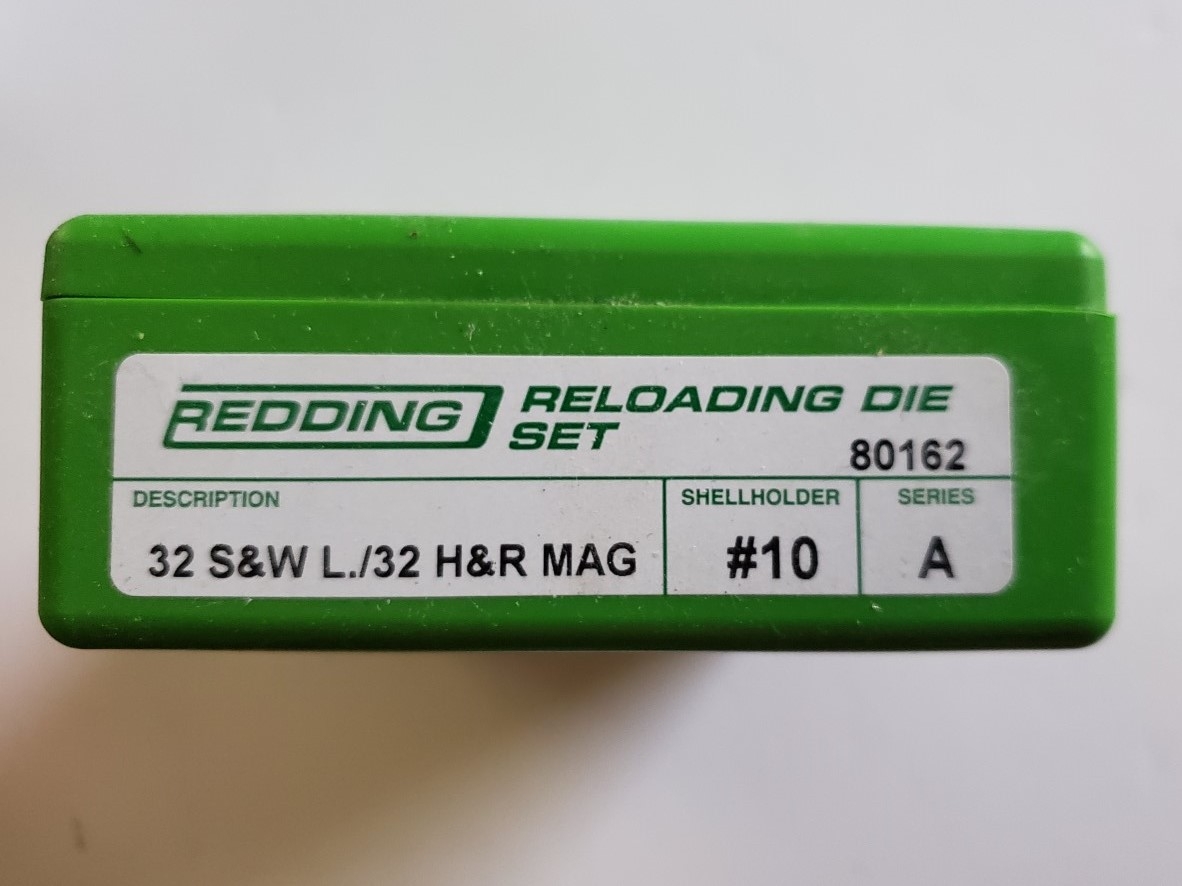 REDDING RELOADING DIE
SET
80162
DESCRIPTION SHELLHOLDER SERIES
32 S&W L./32 H&R MAG #10 A